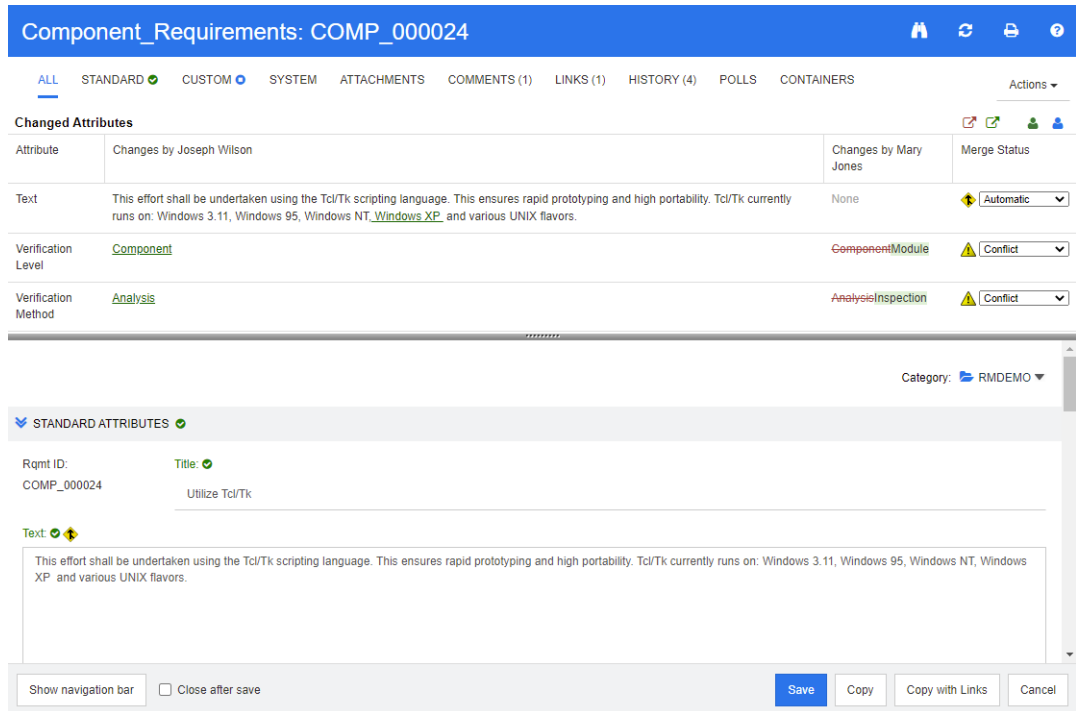 Component_Requirements: COMP_000024
ALL STANDARD CUSTOM SYSTEM ATTACHMENTS COMMENTS (1) LINKS (1) HISTORY (4) POLLS CONTAINERS
Actions
Changed Attributes
Attribute Changes by Joseph Wilson Changes by Mary Merge Status
Jones
Text This effort shall be undertaken using the Tcl/Tk scripting language. This ensures rapid prototyping and high portability. Tcl/Tk currently None Automatic
runs on: Windows 3.11, Windows 95, Windows NT, Windows XP and various UNIX flavors.
Verification Component ComponentModule Conflict
Level
Verification Analysis AnalysisInspection Conflict
Method
Category: RMDEMO
STANDARD ATTRIBUTES
Rqmt ID: Title:
COMP_000024 Utilize Tcl/Tk
Text:
This effort shall be undertaken using the Tcl/Tk scripting language. This ensures rapid prototyping and high portability. Tcl/Tk currently runs on: Windows 3.11, Windows 95, Windows NT, Windows
XP and various UNIX flavors.
Show navigation bar Close after save Save Copy Copy with Links Cancel